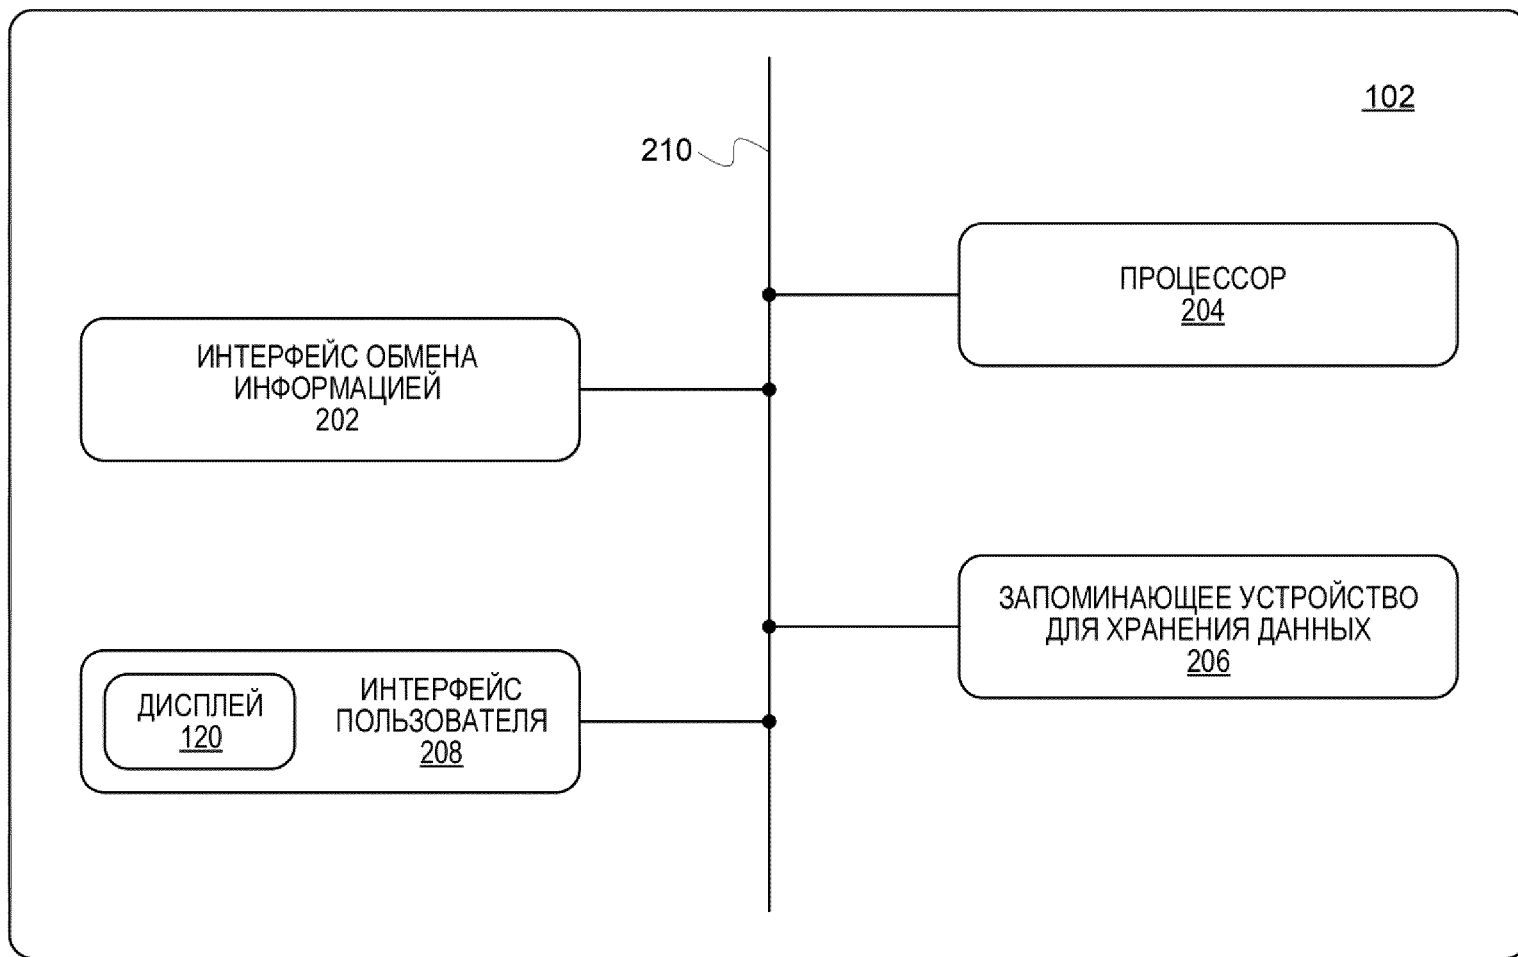 102
210
ПРОЦЕССОР
204
ИНТЕРФЕЙС ОБМЕНА
ИНФОРМАЦИЕЙ
202
ЗАПОМИНАЮЩЕЕ УСТРОЙСТВО
ДЛЯ ХРАНЕНИЯ ДАННЫХ
206
ДИСПЛЕЙ
120
ИНТЕРФЕЙС
ПОЛЬЗОВАТЕЛЯ
208